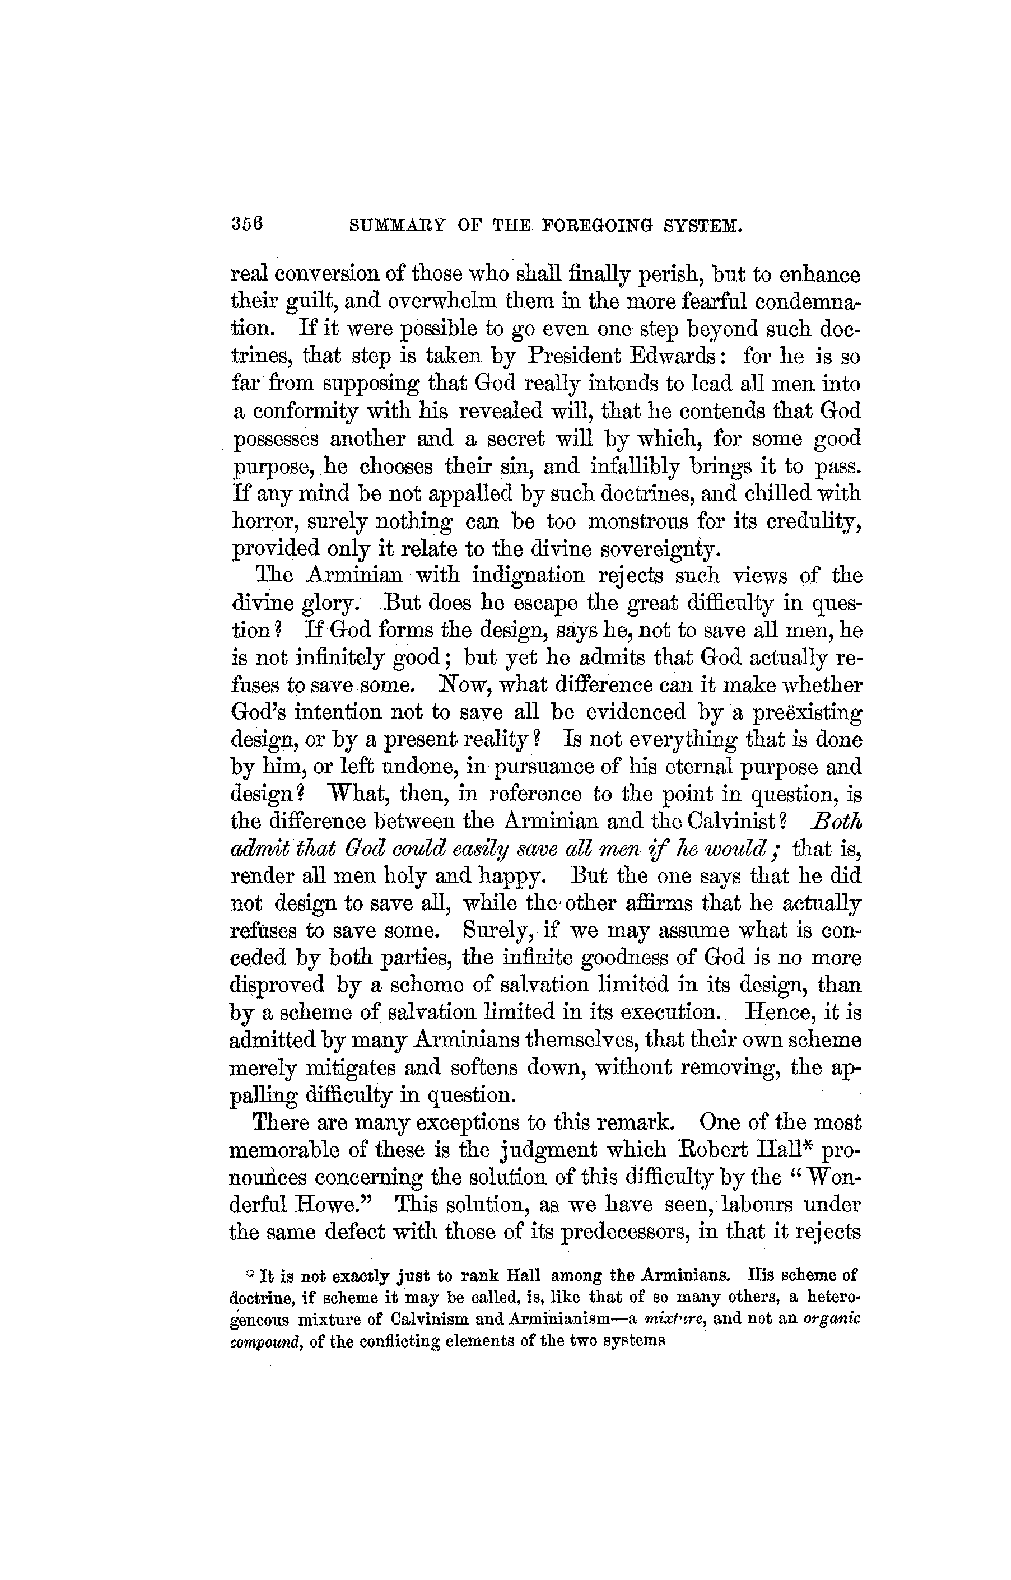 356 SUMMARY OF THE FOREGOING SYSTEM.
real conversion of those who shall finally perish, but to enhance
their guilt, and overwhelm them in the more fearful condemna-
tion. If it were possible to go even one step beyond such doc-
trines, that step is taken by President Edwards: for he is so
far from supposing that God really intends to lead all men into
a conformity with his revealed will, that he contends that God
possesses another and a secret will by which, for some good
purpose, he chooses their sin, and infallibly brings it to pass.
If any mind be not appalled by such doctrines, and chilled with
horror, surely nothing can be too monstrous for its credulity,
provided only it relate to the divine sovereignty.
The Arminian with indignation rejects such views of the
divine glory. But does he escape the great difficulty in ques-
tion? If God forms the design, says he, not to save all men, he
is not infinitely good; but yet he admits that God actually re-
fuses to save some. Now, what difference can it make whether
God's intention not to save all be evidenced by a preëxisting
design, or by a present reality? Is not everything that is done
by him, or left undone, in pursuance of his eternal purpose and
design? What, then, in reference to the point in question, is
the difference between the Arminian and the Calvinist? Both
admit that God could easily save all men if he would; that is,
render all men holy and happy. But the one says that he did
not design to save all, while the other affirms that he actually
refuses to save some. Surely, if we may assume what is con-
ceded by both parties, the infinite goodness of God is no more
disproved by a scheme of salvation limited in its design, than
by a scheme of salvation limited in its execution. Hence, it is
admitted by many Arminians themselves, that their own scheme
merely mitigates and softens down, without removing, the ap-
palling difficulty in question.
There are many exceptions to this remark. One of the most
memorable of these is the judgment which Robert Hall* pro-
nounces concerning the solution of this difficulty by the "Won-
derful Howe." This solution, as we have seen, labours under
the same defect with those of its predecessors, in that it rejects
* It is not exactly just to rank Hall among the Arminians. His scheme of
doctrine, if scheme it may be called, is, like that of so many others, a hetero-
geneous mixture of Calvinism and Arminianism—a mixture, and not an organic
compound, of the conflicting elements of the two systems